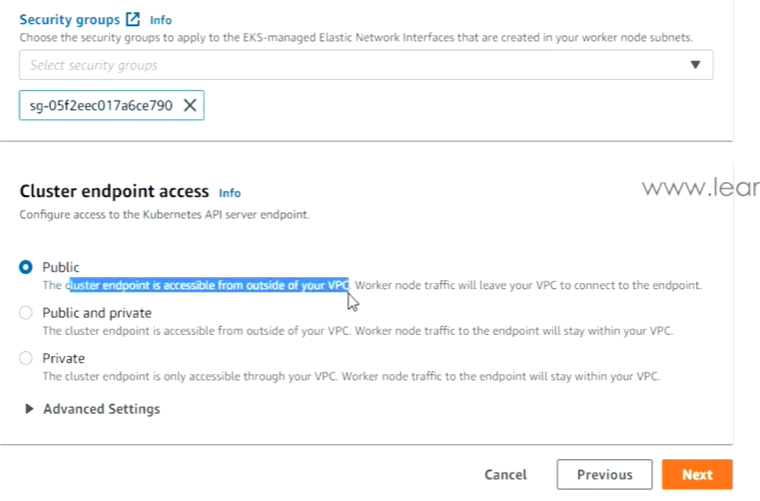 Security groups Info
Choose the security groups to apply to the EKS-managed Elastic Network Interfaces that are created in your worker node subnets.
Select security groups
sg-05f2eec017a6ce790
Cluster endpoint access Info
www.lear
Configure access to the Kubernetes API server endpoint.
Public
The cluster endpoint is accessible from outside of your VPC. Worker node traffic will leave your VPC to connect to the endpoint.
Public and private
The cluster endpoint is accessible from outside of your VPC. Worker node traffic to the endpoint will stay within your VPC.
Private
The cluster endpoint is only accessible through your VPC. Worker node traffic to the endpoint will stay within your VPC.
Advanced Settings
Cancel Previous Next